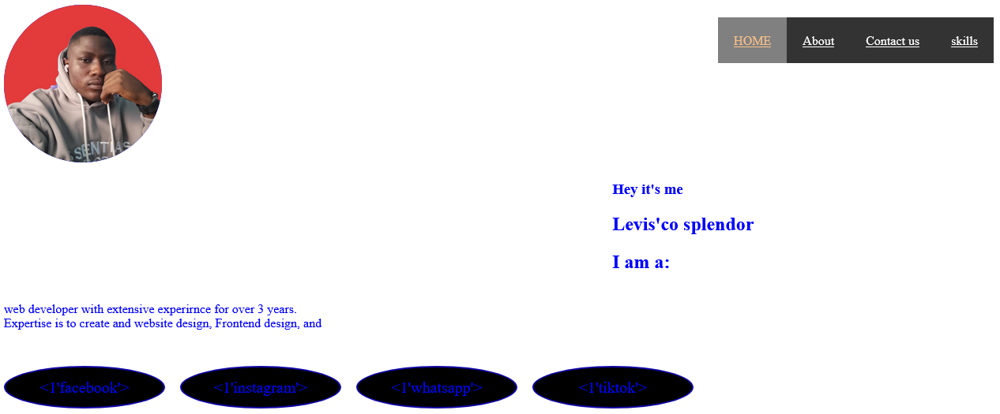 HOME About Contact us skills
SENTIAS
Hey it's me
Levis'co splendor
I am a:
web developer with extensive experirnce for over 3 years.
Expertise is to create and website design, Frontend design, and
<1'facebook'> <1'instagram'> <1'whatsapp'> <1'tiktok'>